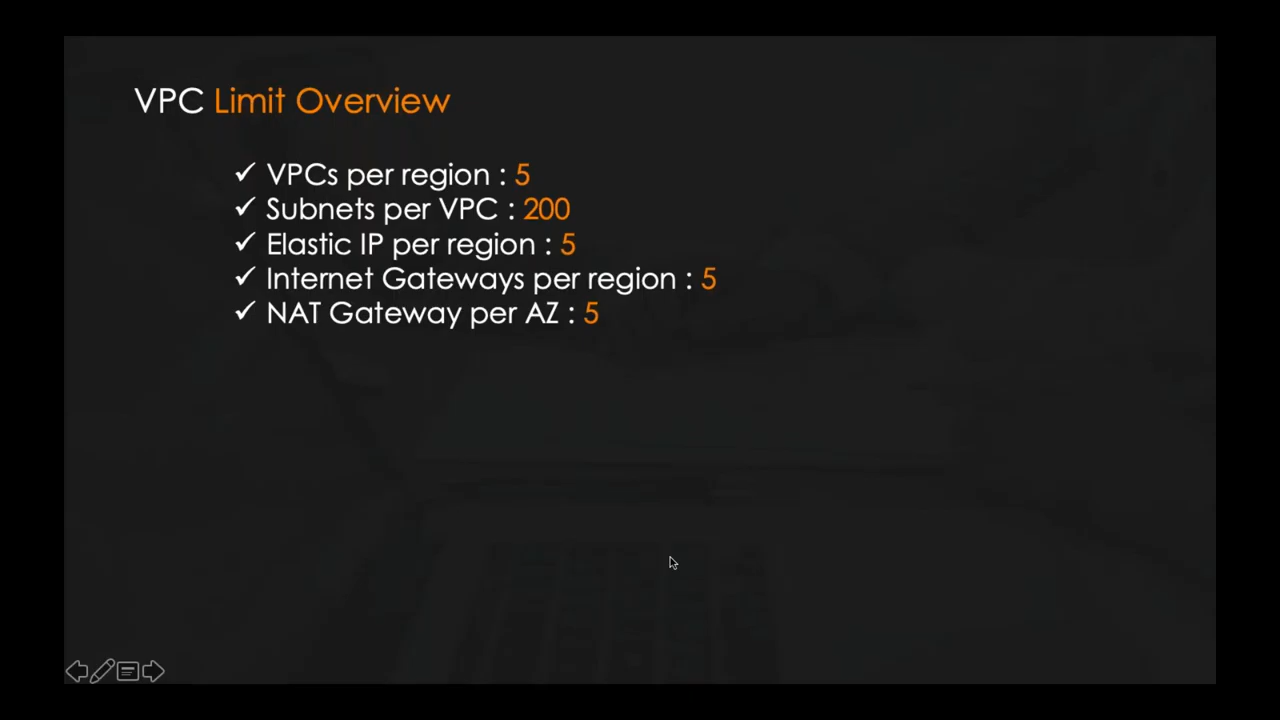 VPC Limit Overview
✓ VPCs per region : 5
✓ Subnets per VPC : 200
✓ Elastic IP per region : 5
✓ Internet Gateways per region : 5
✓ NAT Gateway per AZ : 5